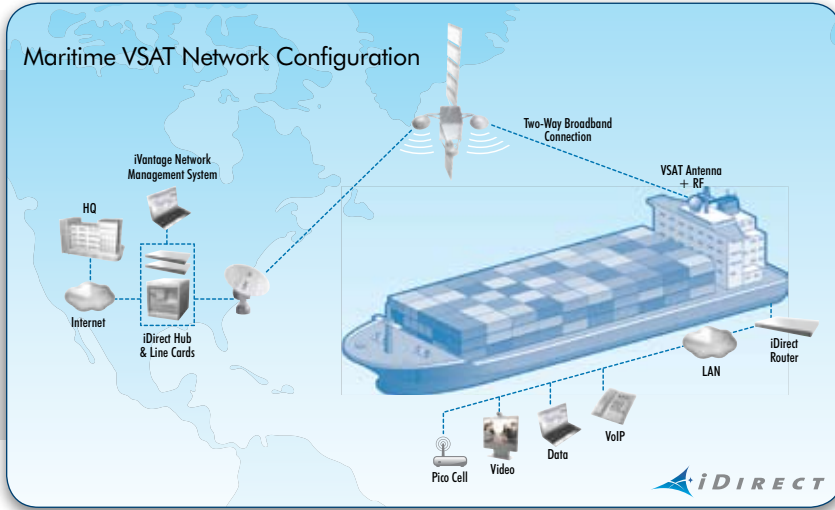 Maritime VSAT Network Configuration
Two-Way Broadband
Connection
iVantage Network
Management System
VSAT Antenna
+ RF
HQ
Internet
iDirect Hub
& Line Cards
iDirect
Router
LAN
VoIP
Data
Video
Pico Cell
iDIRECT